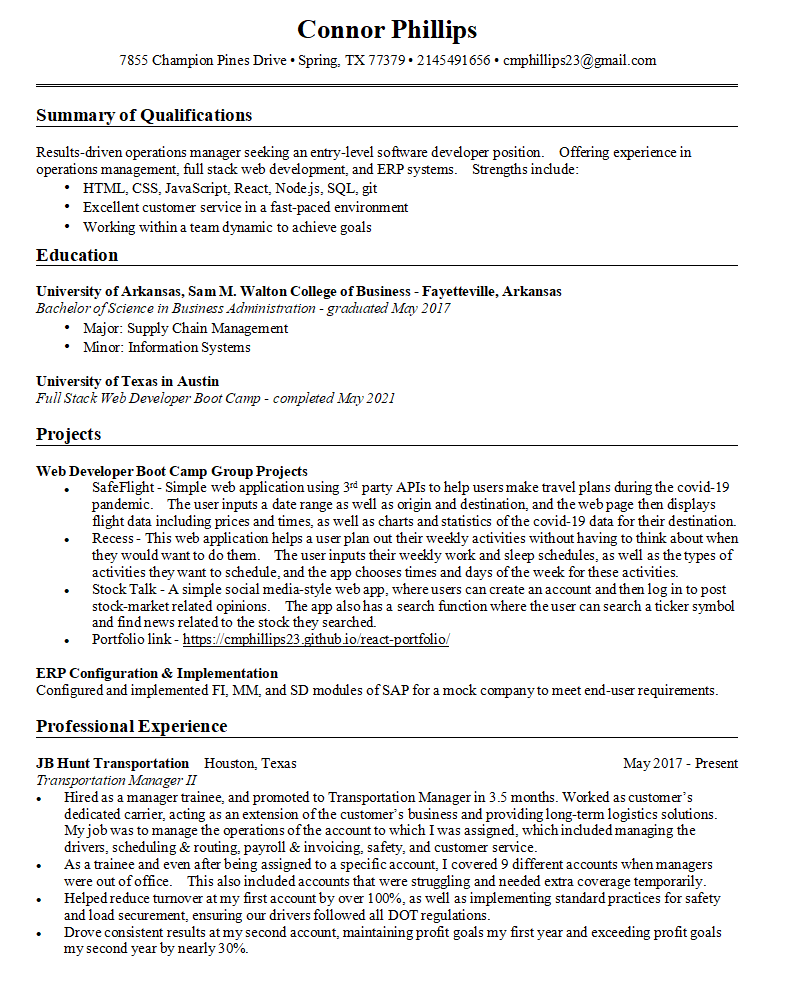 Connor Phillips
7855 Champion Pines Drive • Spring, TX 77379 • 2145491656 • cmphillips23@gmail.com
Summary of Qualifications
Results-driven operations manager seeking an entry-level software developer position. Offering experience in
operations management, full stack web development, and ERP systems. Strengths include:
• HTML, CSS, JavaScript, React, Node.js, SQL, git
• Excellent customer service in a fast-paced environment
• Working within a team dynamic to achieve goals
Education
University of Arkansas, Sam M. Walton College of Business - Fayetteville, Arkansas
Bachelor of Science in Business Administration - graduated May 2017
• Major: Supply Chain Management
• Minor: Information Systems
University of Texas in Austin
Full Stack Web Developer Boot Camp - completed May 2021
Projects
Web Developer Boot Camp Group Projects
• SafeFlight - Simple web application using 3rd party APIs to help users make travel plans during the covid-19
pandemic. The user inputs a date range as well as origin and destination, and the web page then displays
flight data including prices and times, as well as charts and statistics of the covid-19 data for their destination.
• Recess - This web application helps a user plan out their weekly activities without having to think about when
they would want to do them. The user inputs their weekly work and sleep schedules, as well as the types of
activities they want to schedule, and the app chooses times and days of the week for these activities.
• Stock Talk - A simple social media-style web app, where users can create an account and then log in to post
stock-market related opinions. The app also has a search function where the user can search a ticker symbol
and find news related to the stock they searched.
• Portfolio link - https://cmphillips23.github.io/react-portfolio/
ERP Configuration & Implementation
Configured and implemented FI, MM, and SD modules of SAP for a mock company to meet end-user requirements.
Professional Experience
JB Hunt Transportation Houston, Texas May 2017 - Present
Transportation Manager II
• Hired as a manager trainee, and promoted to Transportation Manager in 3.5 months. Worked as customer’s
dedicated carrier, acting as an extension of the customer’s business and providing long-term logistics solutions.
My job was to manage the operations of the account to which I was assigned, which included managing the
drivers, scheduling & routing, payroll & invoicing, safety, and customer service.
• As a trainee and even after being assigned to a specific account, I covered 9 different accounts when managers
were out of office. This also included accounts that were struggling and needed extra coverage temporarily.
• Helped reduce turnover at my first account by over 100%, as well as implementing standard practices for safety
and load securement, ensuring our drivers followed all DOT regulations.
• Drove consistent results at my second account, maintaining profit goals my first year and exceeding profit goals
my second year by nearly 30%.